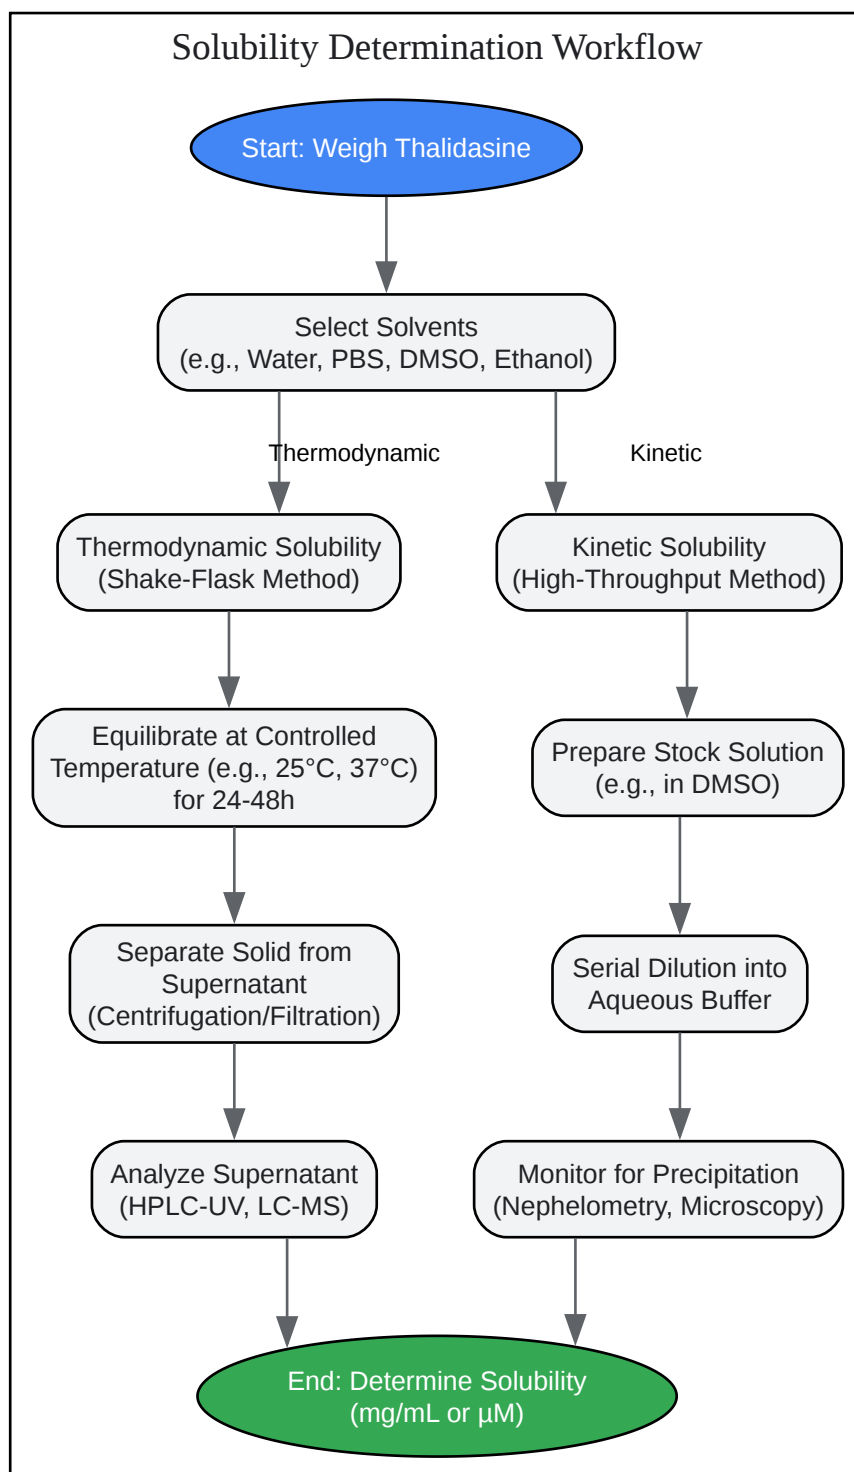 Solubility Determination Workflow
Start: Weigh Thalidasine
Select Solvents
(e.g., Water, PBS, DMSO, Ethanol)
Thermodynamic
Kinetic
Thermodynamic Solubility
(Shake-Flask Method)
Kinetic Solubility
(High-Throughput Method)
Equilibrate at Controlled
Temperature (e.g., 25°C, 37°C)
for 24-48h
Prepare Stock Solution
(e.g., in DMSO)
Separate Solid from
Supernatant
(Centrifugation/Filtration)
Serial Dilution into
Aqueous Buffer
Analyze Supernatant
(HPLC-UV, LC-MS)
Monitor for Precipitation
(Nephelometry, Microscopy)
End: Determine Solubility
(mg/mL or µM)